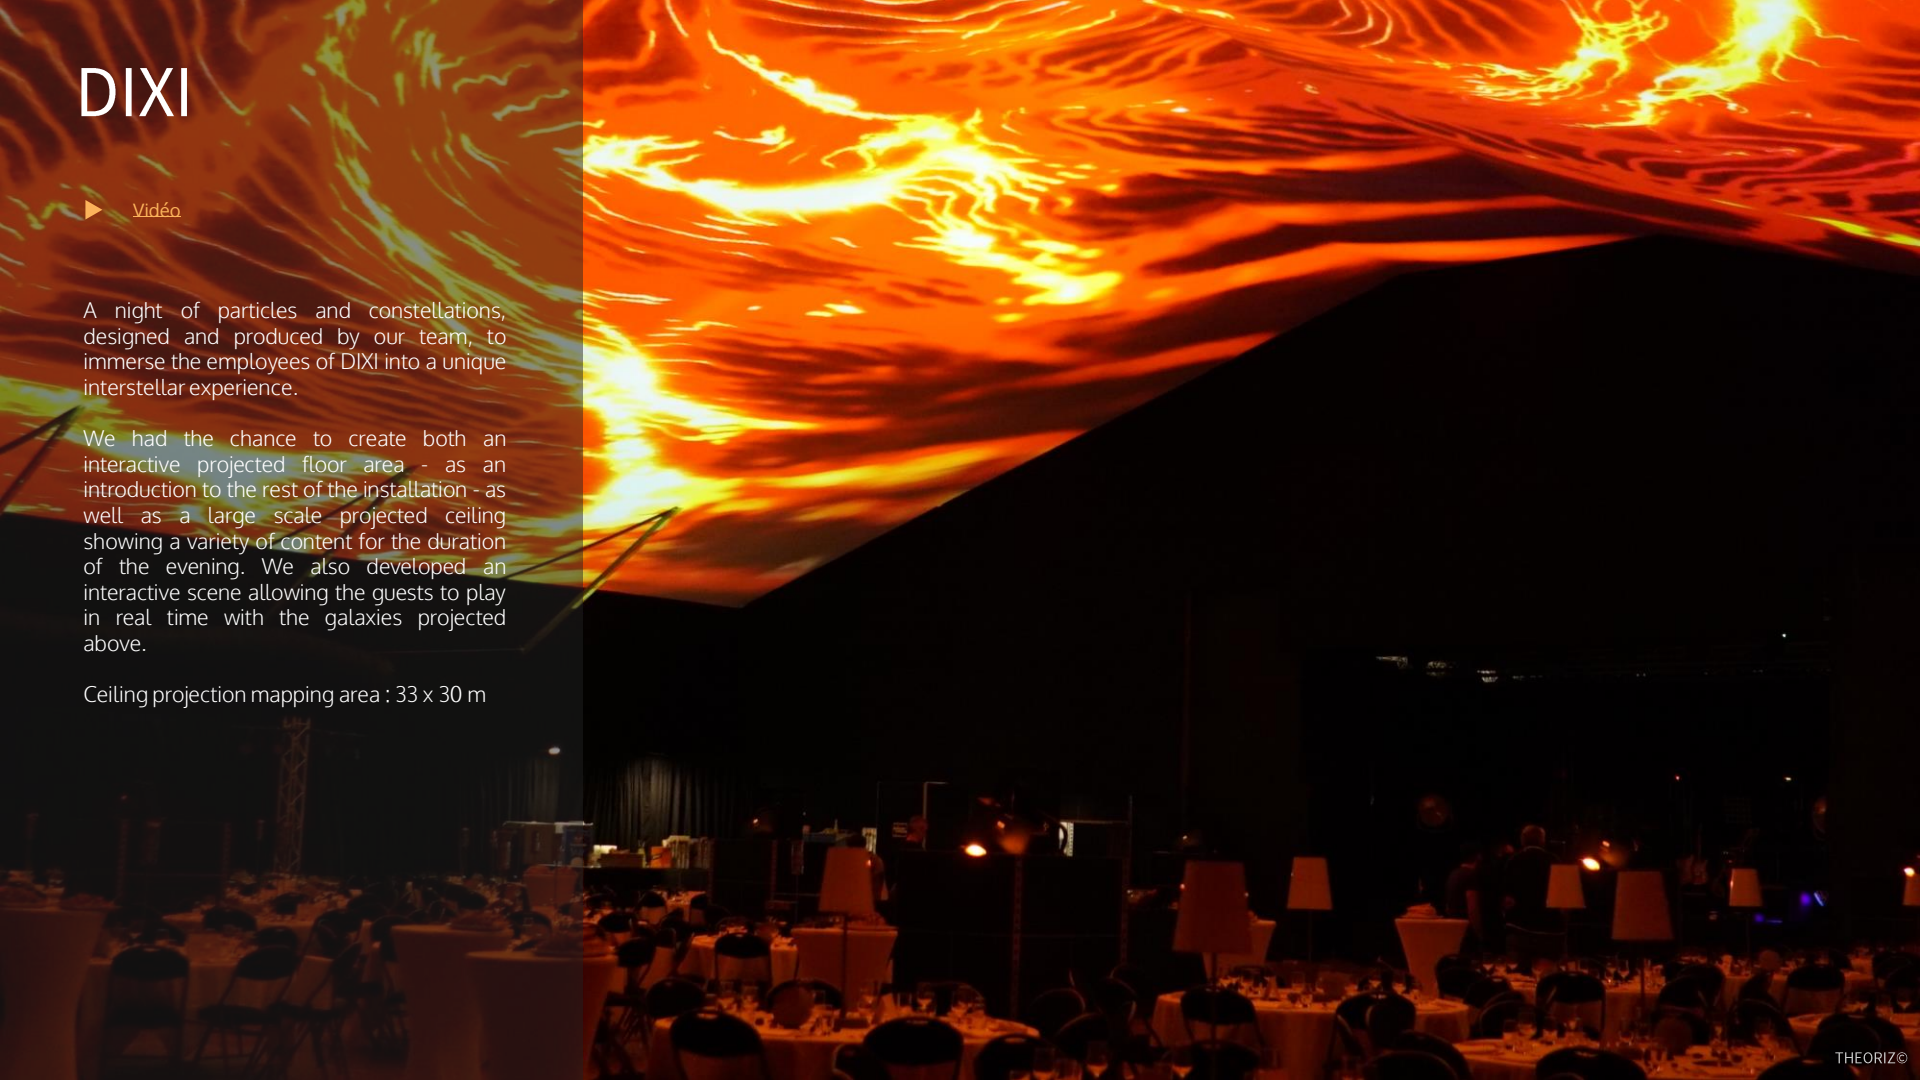 DIXI
Vidéo
A night of particles and constellations,
designed and produced by our team, to
immerse the employees of DIXI into a unique
interstellar experience.
We had the chance to create both an
interactive projected floor area - as an
introduction to the rest of the installation - as
well as a large scale projected ceiling
showing a variety of content for the duration
of the evening. We also developed an
interactive scene allowing the guests to play
in real time with the galaxies projected
above.
Ceiling projection mapping area : 33 x 30 m
THEORIZ©